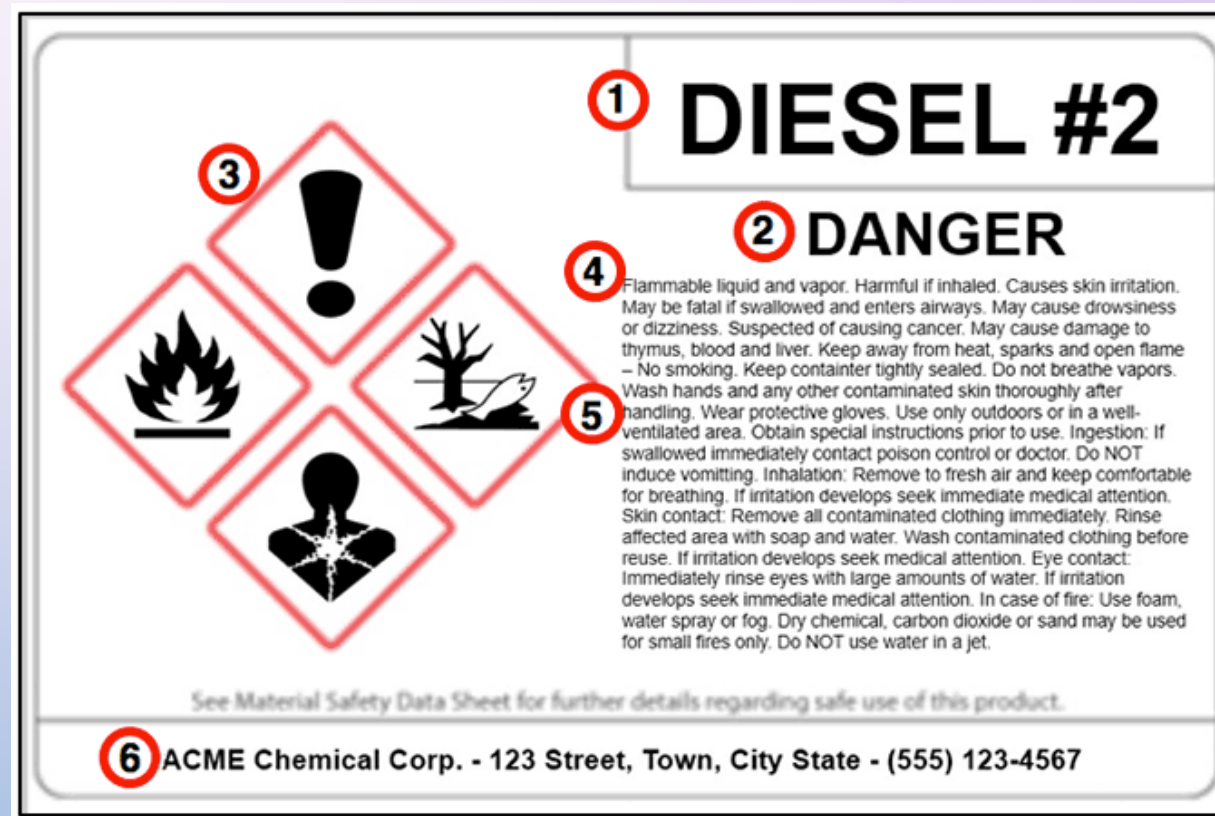 1 DIESEL #2
3
2 DANGER
4 Flammable liquid and vapor. Harmful if inhaled. Causes skin irritation.
May be fatal if swallowed and enters airways. May cause drowsiness
or dizziness. Suspected of causing cancer. May cause damage to
thymus, blood and liver. Keep away from heat, sparks and open flame
– No smoking. Keep containter tightly sealed. Do not breathe vapors.
Wash hands and any other contaminated skin thoroughly after
5 handling. Wear protective gloves. Use only outdoors or in a well-
ventilated area. Obtain special instructions prior to use. Ingestion: If
swallowed immediately contact poison control or doctor. Do NOT
induce vomitting. Inhalation: Remove to fresh air and keep comfortable
for breathing. If irritation develops seek immediate medical attention.
Skin contact: Remove all contaminated clothing immediately. Rinse
affected area with soap and water. Wash contaminated clothing before
reuse. If irritation develops seek medical attention. Eye contact:
Immediately rinse eyes with large amounts of water. If irritation
develops seek immediate medical attention. In case of fire: Use foam,
water spray or fog. Dry chemical, carbon dioxide or sand may be used
for small fires only. Do NOT use water in a jet.
See Material Safety Data Sheet for further details regarding safe use of this product.
6 ACME Chemical Corp. - 123 Street, Town, City State - (555) 123-4567